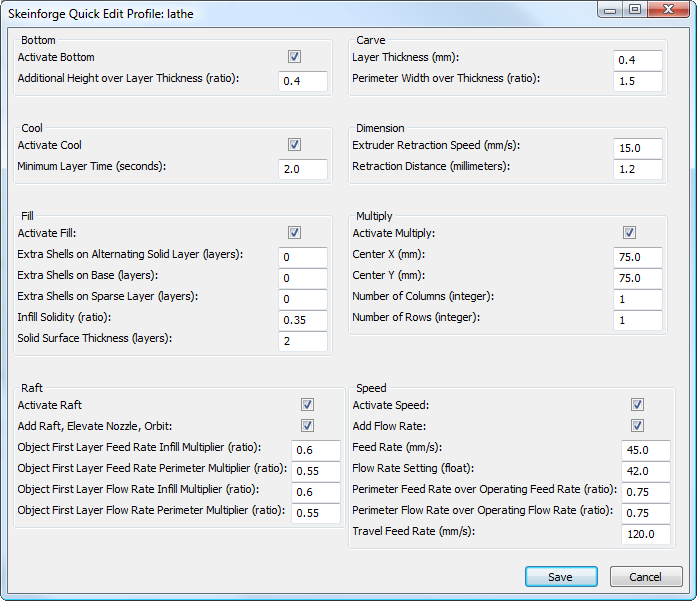 Skeinforge Quick Edit Profile: lathe
Bottom
Activate Bottom
Additional Height over Layer Thickness (ratio): 0.4
Carve
Layer Thickness (mm): 0.4
Perimeter Width over Thickness (ratio): 1.5
Cool
Activate Cool
Minimum Layer Time (seconds): 2.0
Dimension
Extruder Retraction Speed (mm/s): 15.0
Retraction Distance (millimeters): 1.2
Fill
Activate Fill:
Extra Shells on Alternating Solid Layer (layers): 0
Extra Shells on Base (layers): 0
Extra Shells on Sparse Layer (layers): 0
Infill Solidity (ratio): 0.35
Solid Surface Thickness (layers): 2
Multiply
Activate Multiply:
Center X (mm): 75.0
Center Y (mm): 75.0
Number of Columns (integer): 1
Number of Rows (integer): 1
Raft
Activate Raft
Add Raft, Elevate Nozzle, Orbit:
Object First Layer Feed Rate Infill Multiplier (ratio): 0.6
Object First Layer Feed Rate Perimeter Multiplier (ratio): 0.55
Object First Layer Flow Rate Infill Multiplier (ratio): 0.6
Object First Layer Flow Rate Perimeter Multiplier (ratio): 0.55
Speed
Activate Speed:
Add Flow Rate:
Feed Rate (mm/s): 45.0
Flow Rate Setting (float): 42.0
Perimeter Feed Rate over Operating Feed Rate (ratio): 0.75
Perimeter Flow Rate over Operating Flow Rate (ratio): 0.75
Travel Feed Rate (mm/s): 120.0
Save
Cancel